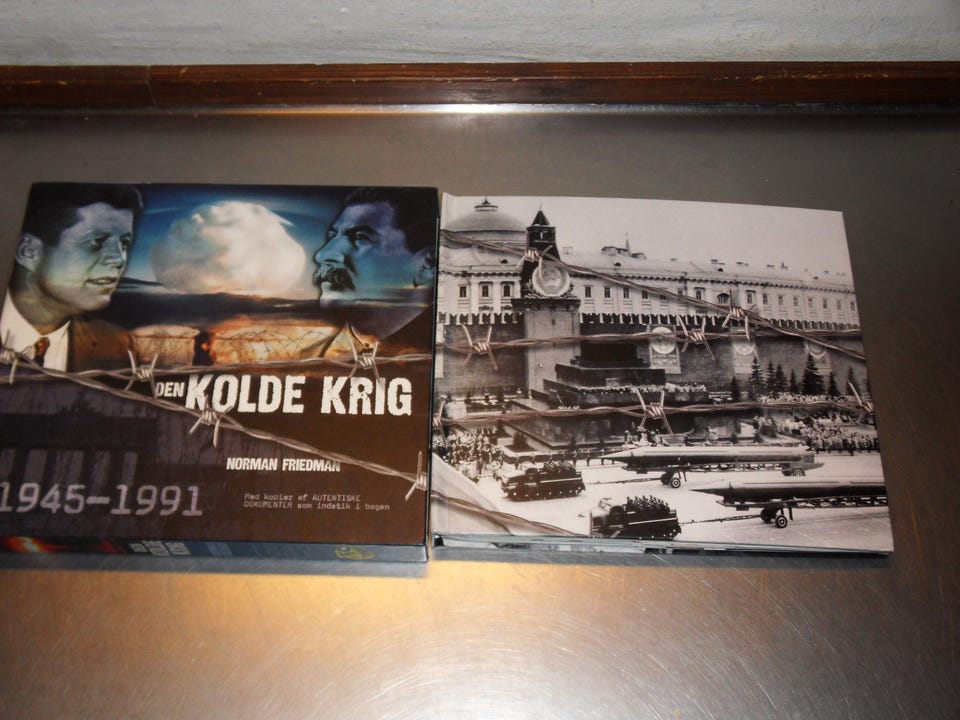 DEN KOLDE KRIG
NORMAN FRIEDMAN
1945–1991
Med kopier af AUTENTISKE
DOKUMENTER som indstik i bogen